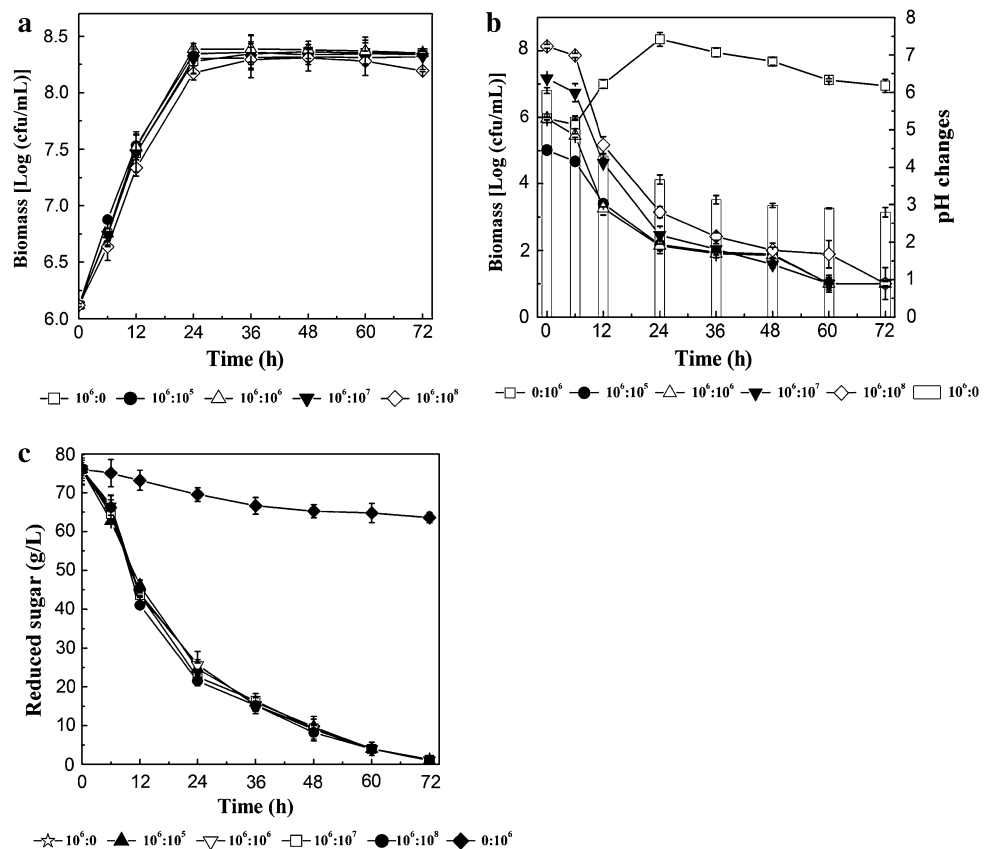 a
Biomass [Log (cfu/mL)]
8.5
8.0
7.5
7.0
6.5
6.0
0 12 24 36 48 60 72
Time (h)
10⁶:0 10⁶:10⁵ 10⁶:10⁶ 10⁶:10⁷ 10⁶:10⁸
b
Biomass [Log (cfu/mL)]
8
6
4
2
0
8
7
6
5
4
3
2
1
0
pH changes
0 12 24 36 48 60 72
Time (h)
0:10⁶ 10⁶:10⁵ 10⁶:10⁶ 10⁶:10⁷ 10⁶:10⁸ 10⁶:0
c
Reduced sugar (g/L)
80
70
60
50
40
30
20
10
0
0 12 24 36 48 60 72
Time (h)
10⁶:0 10⁶:10⁵ 10⁶:10⁶ 10⁶:10⁷ 10⁶:10⁸ 0:10⁶